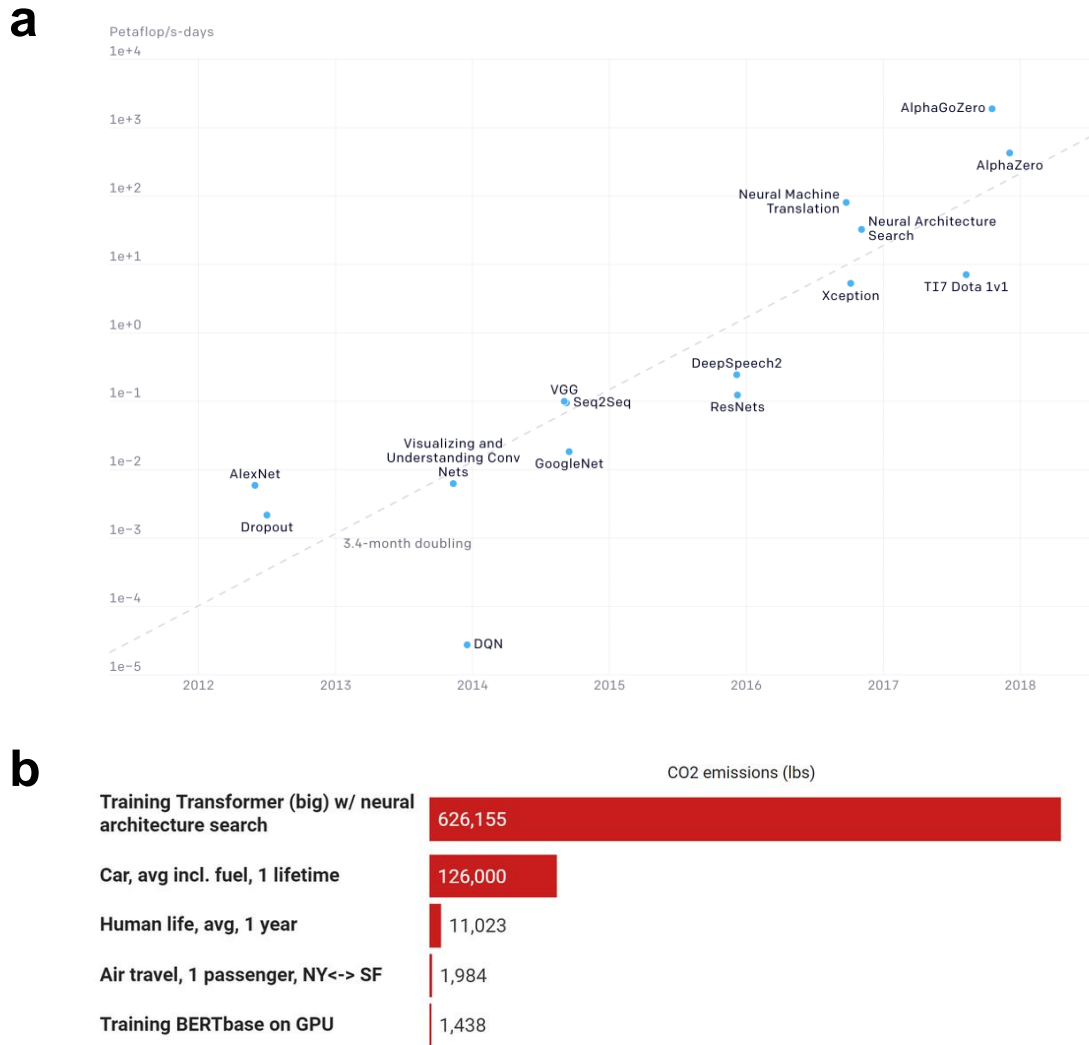 a
Petaflop/s-days
1e+4
1e+3
1e+2
1e+1
1e+0
1e-1
1e-2
1e-3
1e-4
1e-5
AlphaGoZero
AlphaZero
Neural Machine
Translation
Neural Architecture
Search
Xception
TI7 Dota 1v1
DeepSpeech2
ResNets
VGG
Seq2Seq
GoogleNet
Visualizing and
Understanding Conv
Nets
AlexNet
Dropout
3.4-month doubling
DQN
2012
2013
2014
2015
2016
2017
2018
b
CO2 emissions (lbs)
Training Transformer (big) w/ neural
architecture search
626,155
Car, avg incl. fuel, 1 lifetime
126,000
Human life, avg, 1 year
11,023
Air travel, 1 passenger, NY<-> SF
1,984
Training BERTbase on GPU
1,438